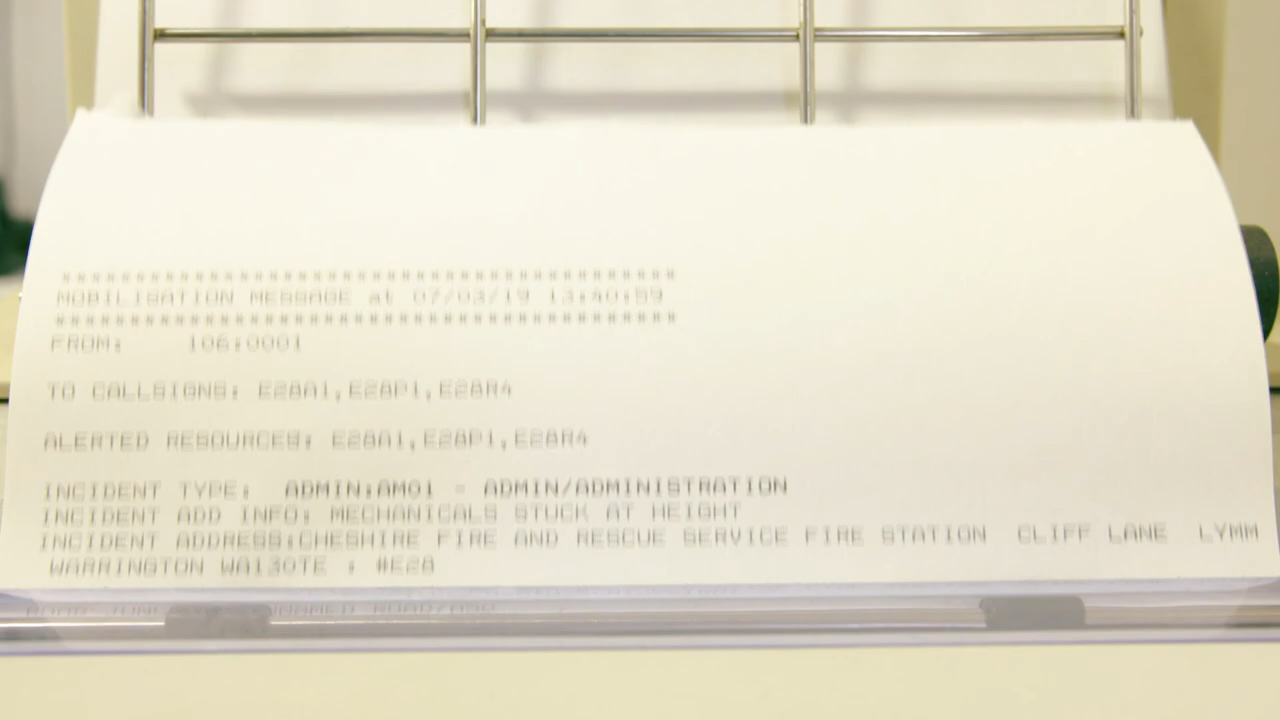 *****************************************
MOBILISATION MESSAGE at 07/03/19 13:40:59
*****************************************
FROM: 106:0001
TO CALLSIGNS: E28A1,E28P1,E28R4
ALERTED RESOURCES: E28A1,E28P1,E28R4
INCIDENT TYPE: ADMIN:AM01 - ADMIN/ADMINISTRATION
INCIDENT ADD INFO: MECHANICALS STUCK AT HEIGHT
INCIDENT ADDRESS:CHESHIRE FIRE AND RESCUE SERVICE FIRE STATION CLIFF LANE LYMM
WARRINGTON WA130TE : #E28
ROAD/A50